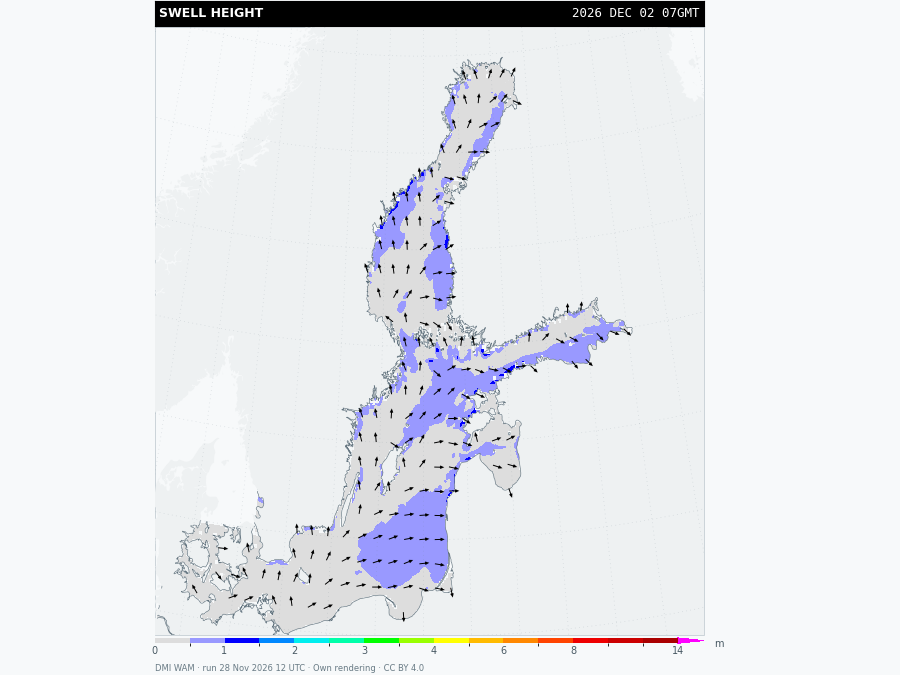 SWELL HEIGHT 2026 DEC 02 07GMT
0 1 2 3 4 6 8 14 m
DMI WAM · run 28 Nov 2026 12 UTC · Own rendering · CC BY 4.0